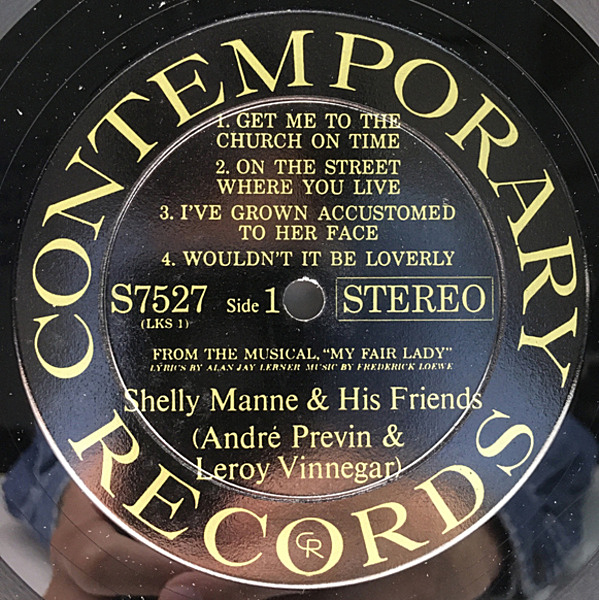 CONTEMPORARY
1. GET ME TO THE
CHURCH ON TIME
2. ON THE STREET
WHERE YOU LIVE
3. I'VE GROWN ACCUSTOMED
TO HER FACE
4. WOULDN'T IT BE LOVERLY
S7527 Side 1 STEREO
(LKS 1)
FROM THE MUSICAL, "MY FAIR LADY"
LYRICS BY ALAN JAY LERNER MUSIC BY FREDERICK LOEWE
Shelly Manne & His Friends
(André Previn &
Leroy Vinnegar)
RECORDS
CR